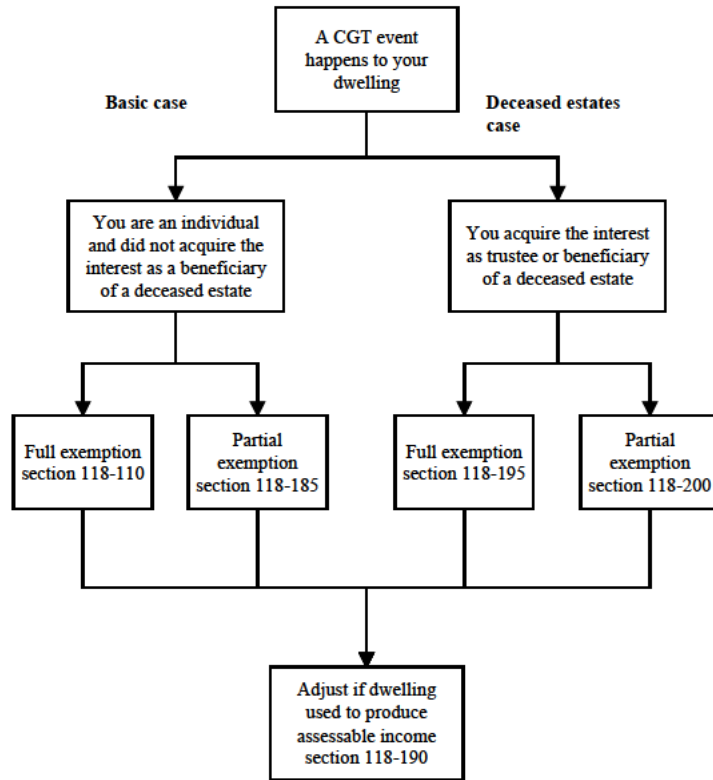 A CGT event
happens to your
dwelling
Basic case
Deceased estates
case
You are an individual
and did not acquire the
interest as a beneficiary
of a deceased estate
You acquire the interest
as trustee or beneficiary
of a deceased estate
Full exemption
section 118-110
Partial
exemption
section 118-185
Full exemption
section 118-195
Partial
exemption
section 118-200
Adjust if dwelling
used to produce
assessable income
section 118-190